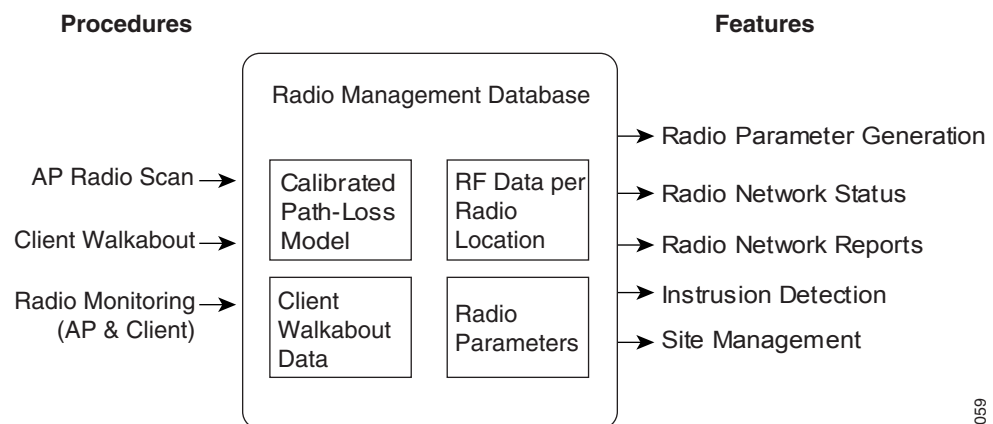 Procedures
Features
Radio Management Database
AP Radio Scan
Client Walkabout
Radio Monitoring
(AP & Client)
Calibrated
Path-Loss
Model
RF Data per
Radio
Location
Client
Walkabout
Data
Radio
Parameters
Radio Parameter Generation
Radio Network Status
Radio Network Reports
Instrusion Detection
Site Management
059